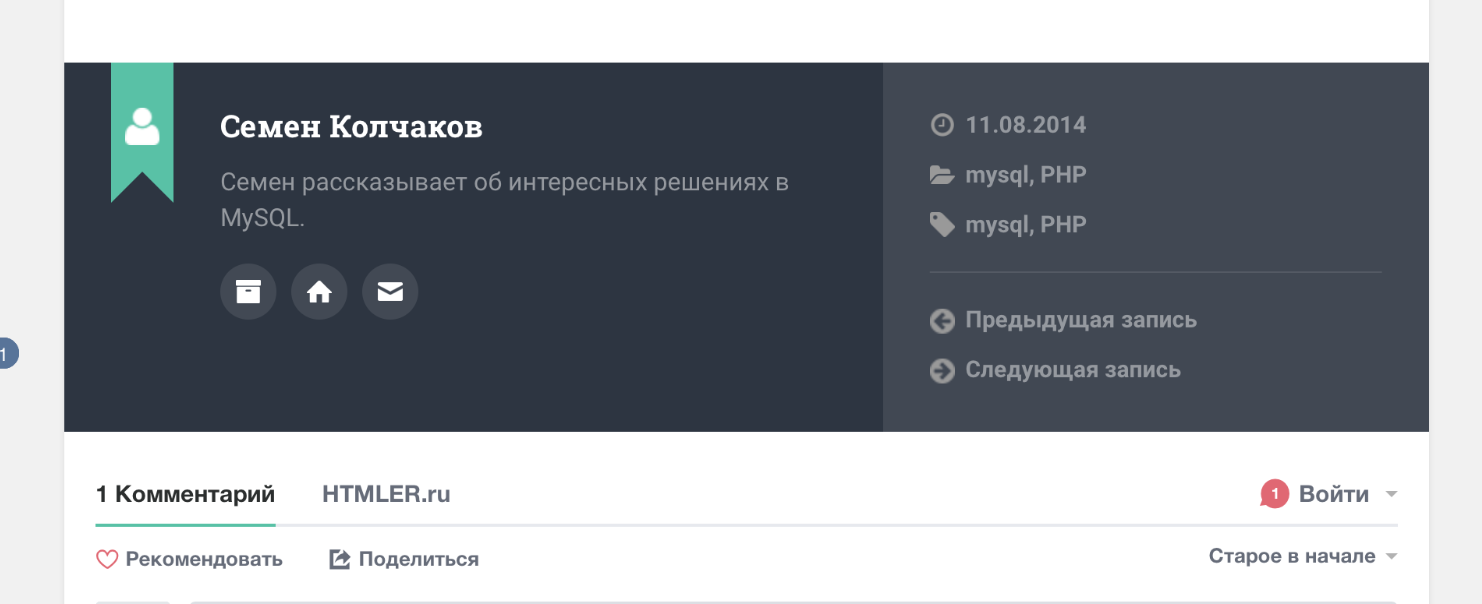 Семен Колчаков
Семен рассказывает об интересных решениях в
MySQL.
11.08.2014
mysql, PHP
mysql, PHP
Предыдущая запись
Следующая запись
1
1 Комментарий
HTMLER.ru
1 Войти
Рекомендовать
Поделиться
Старое в начале